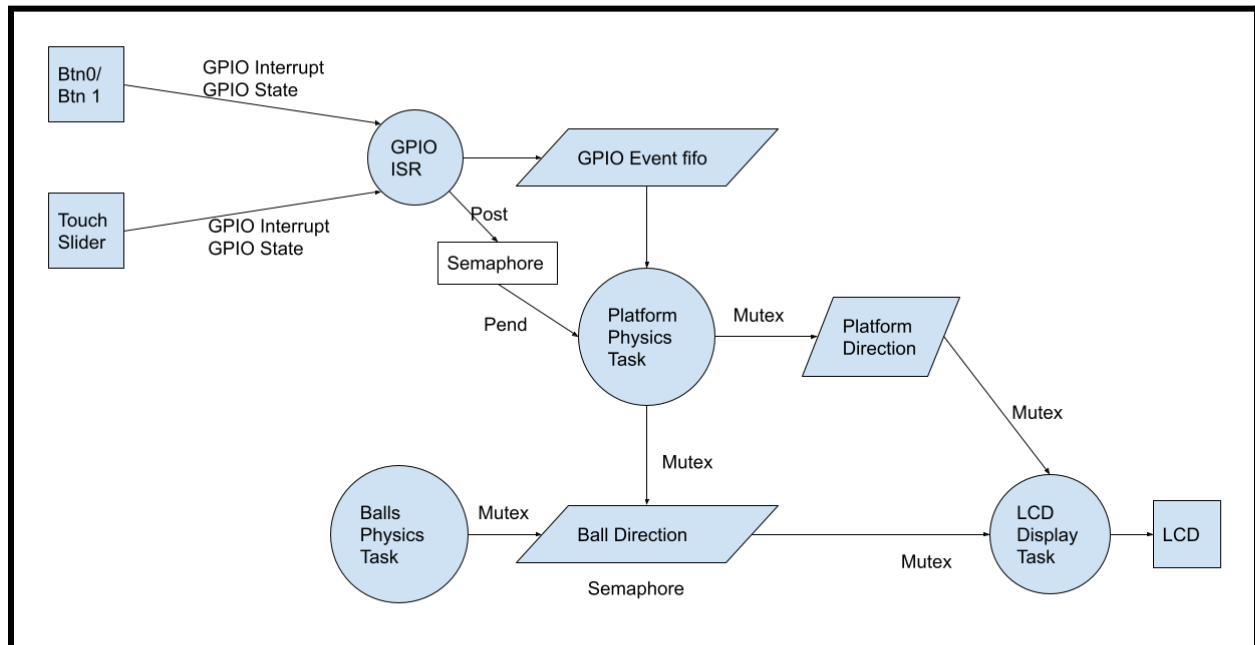 Btn0/
Btn 1
GPIO Interrupt
GPIO State
GPIO
ISR
GPIO Event fifo
Touch
Slider
GPIO Interrupt
GPIO State
Post
Semaphore
Pend
Platform
Physics
Task
Mutex
Platform
Direction
Mutex
Mutex
Balls
Physics
Task
Mutex
Ball Direction
Semaphore
Mutex
LCD
Display
Task
LCD